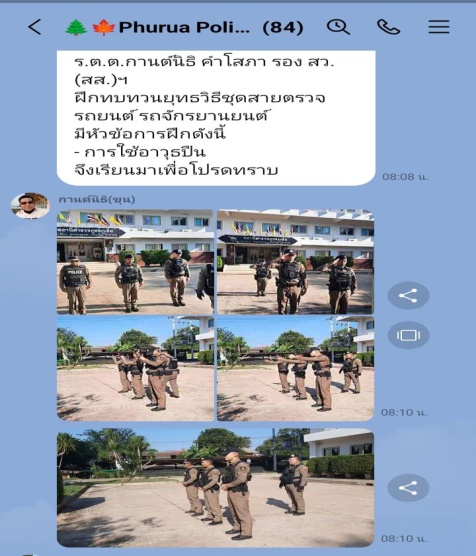 Phurua Poli... (84)
ร.ต.ต.กานต์นิธิ คำโสภา รอง สว.
(สส.)ฯ
ฝึกทบทวนยุทธวิธีชุดสายตรวจ
รถยนต์ รถจักรยานยนต์
มีหัวข้อการฝึกดังนี้
- การใช้อาวุธปืน
จึงเรียนมาเพื่อโปรดทราบ
08:08 น.
กานต์นิธิ(ขุน)
POLICE
08:10 น.
08:10 น.